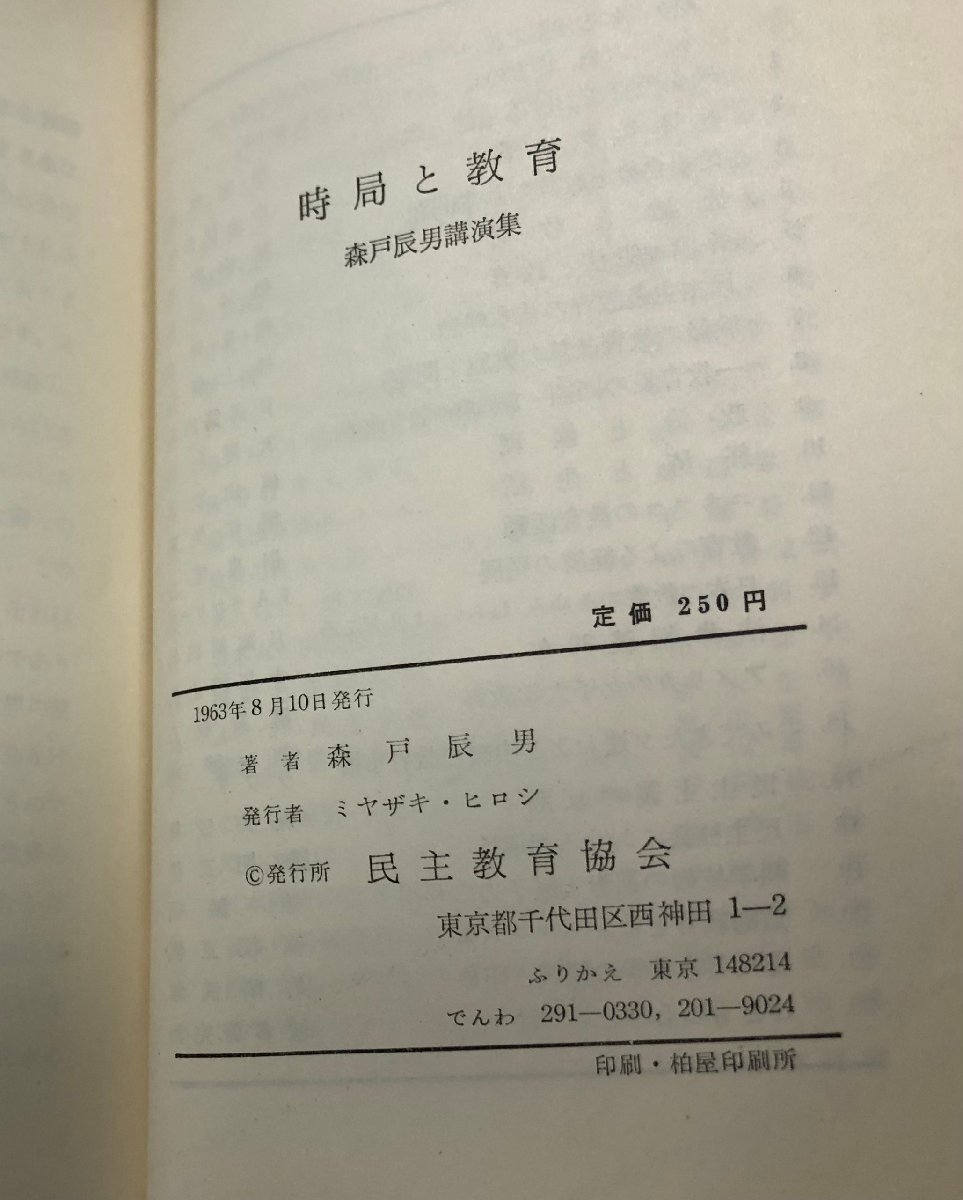 時局と教育
森戸辰男講演集
定価 250円
1963年8月10日発行
著者 森戸辰男
発行者 ミヤザキ・ヒロシ
©発行所 民主教育協会
東京都千代田区西神田 1—2
ふりかえ 東京 148214
でんわ 291—0330, 201—9024
印刷・柏屋印刷所